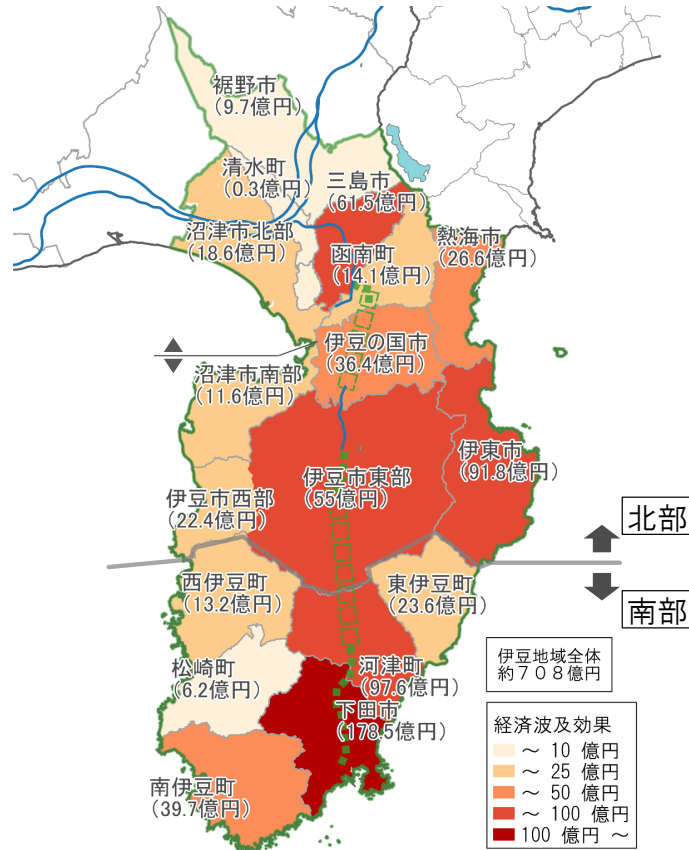 裾野市
(9.7億円)
清水町
(0.3億円)
三島市
(61.5億円)
沼津市北部
(18.6億円)
函南町
(14.1億円)
熱海市
(26.6億円)
伊豆の国市
(36.4億円)
沼津市南部
(11.6億円)
伊東市
(91.8億円)
伊豆市東部
(55億円)
伊豆市西部
(22.4億円)
北部
西伊豆町
(13.2億円)
東伊豆町
(23.6億円)
南部
松崎町
(6.2億円)
河津町
(97.6億円)
伊豆地域全体
約708億円
下田市
(178.5億円)
南伊豆町
(39.7億円)
経済波及効果
～ 10 億円
～ 25 億円
～ 50 億円
～ 100 億円
100 億円 ～